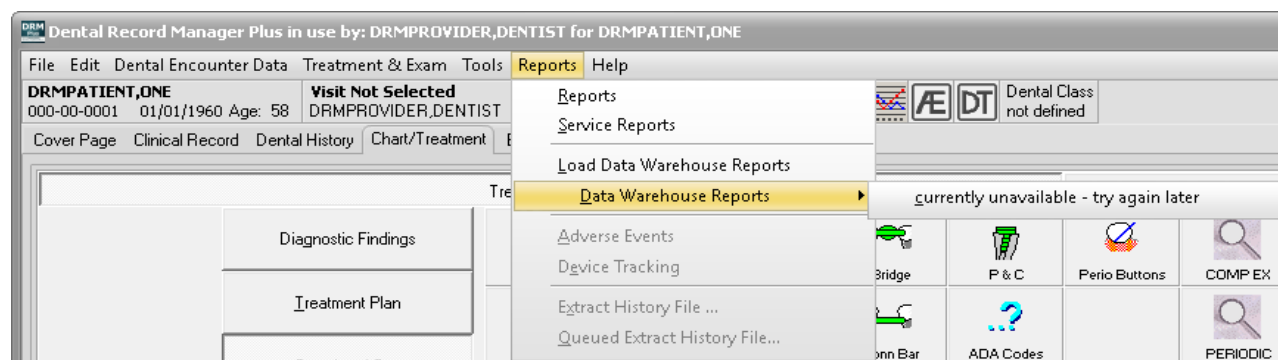 DRM Plus Dental Record Manager Plus in use by: DRMPROVIDER,DENTIST for DRMPATIENT,ONE
File Edit Dental Encounter Data Treatment & Exam Tools Reports Help
DRMPATIENT,ONE Visit Not Selected
000-00-0001 01/01/1960 Age: 58 DRMPROVIDER,DENTIST
Æ DT Dental Class
not defined
Cover Page Clinical Record Dental History Chart/Treatment
Reports
Service Reports
Load Data Warehouse Reports
Data Warehouse Reports currently unavailable - try again later
Adverse Events
Device Tracking
Extract History File ...
Queued Extract History File...
Diagnostic Findings
Treatment Plan
P & C Perio Buttons COMP EX
..?
ADA Codes PERIODIC